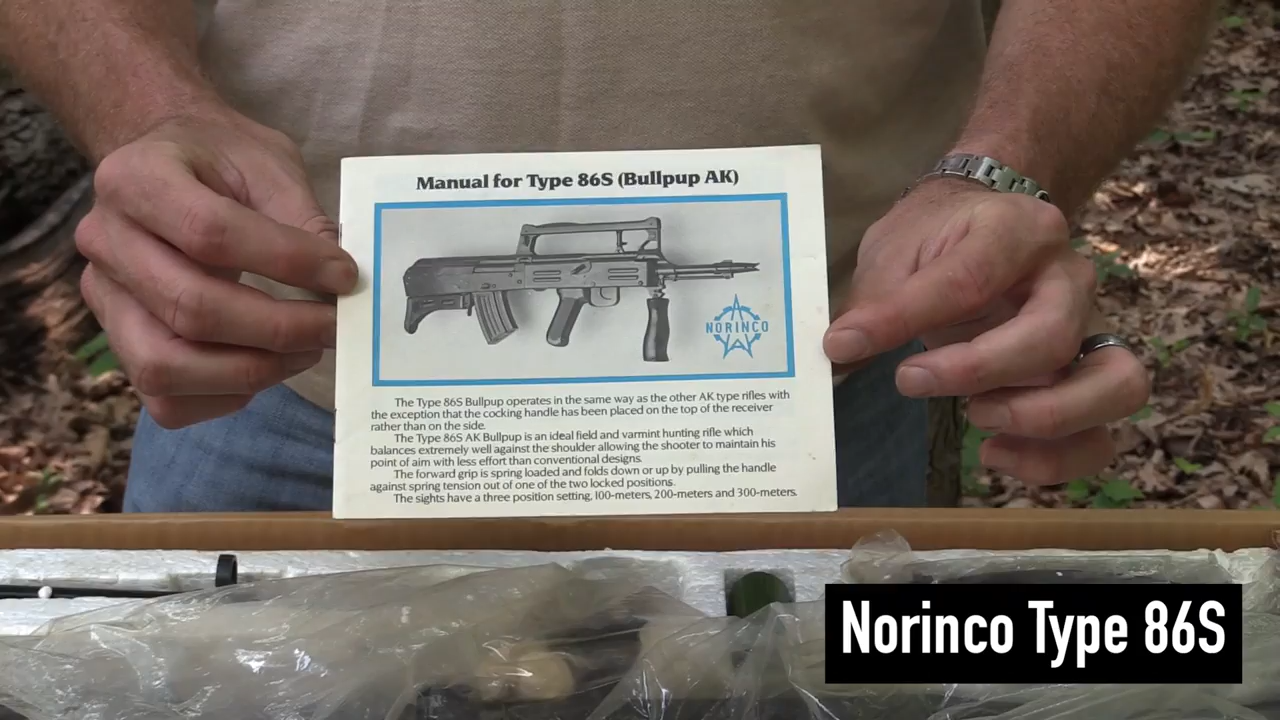 Manual for Type 86S (Bullpup AK)
NORINCO
The Type 86S Bullpup operates in the same way as the other AK type rifles with
the exception that the cocking handle has been placed on the top of the receiver
rather than on the side.
The Type 86S AK Bullpup is an ideal field and varmint hunting rifle which
balances extremely well against the shoulder allowing the shooter to maintain his
point of aim with less effort than conventional designs.
The forward grip is spring loaded and folds down or up by pulling the handle
against spring tension out of one of the two locked positions.
The sights have a three position setting, 100-meters, 200-meters and 300-meters.
Norinco Type 86S